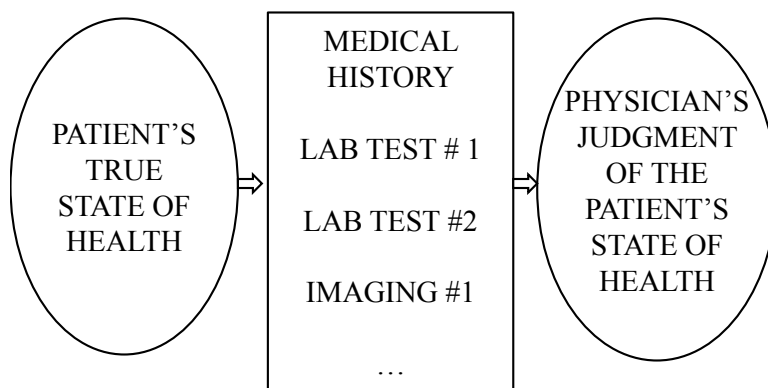 PATIENT’S
TRUE
STATE OF
HEALTH
MEDICAL
HISTORY
LAB TEST # 1
LAB TEST #2
IMAGING #1
…
PHYSICIAN’S
JUDGMENT
OF THE
PATIENT’S
STATE OF
HEALTH